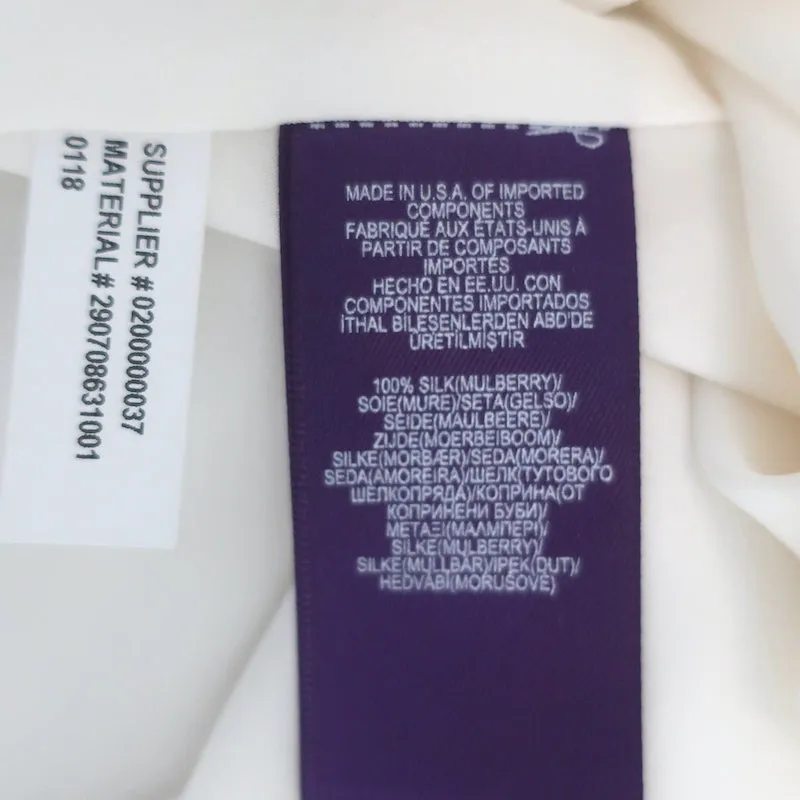 SUPPLIER # 0200000037
MATERIAL# 290708631001
0118
MADE IN U.S.A. OF IMPORTED
COMPONENTS
FABRIQUÉ AUX ÉTATS-UNIS À
PARTIR DE COMPOSANTS
IMPORTÉS
HECHO EN EE.UU. CON
COMPONENTES IMPORTADOS
İTHAL BILEŞENLERDEN ABD'DE
ÜRETILMIŞTIR
100% SILK(MULBERRY)/
SOIE(MURE)/SETA(GELSO)/
SEIDE(MAULBEERE)/
ZIJDE(MOERBEIBOOM)/
SILKE(MORBÆR)/SEDA(MORERA)/
SEDA(AMOREIRA)/ШЕЛК(ТУТОВОГО
ШЕЛКОПРЯДА)/КОПРИНА(ОТ
КОПРИНЕНИ БУБИ)/
ΜΕΤΑΞΙ(ΜΑΛΜΠΕΡΙ)/
SILKE(MULBERRY)/
SILKE(MULLBÄR)/IPEK(DUT)/
HEDVÁBÍ(MORUŠOVÉ)